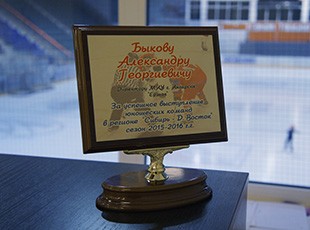 Быкову
Александру
Георгиевичу
За успешное выступление
юношеских команд
в регионе "Сибирь - Д. Восток"
сезон 2015-2016 г.г.